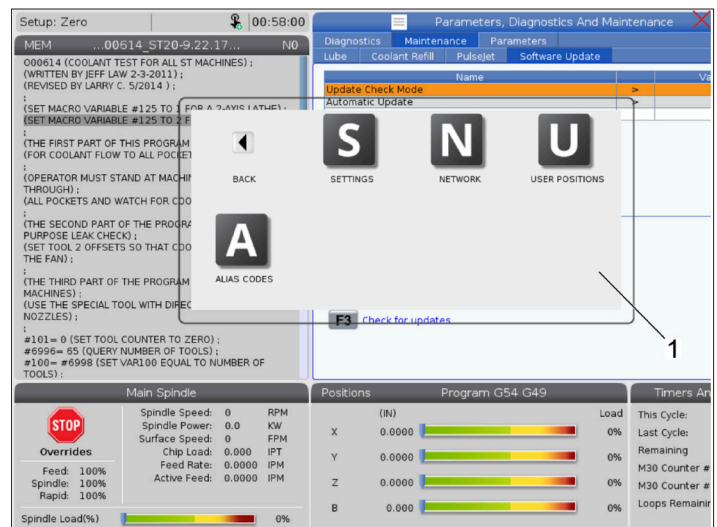 Setup: Zero
00:58:00
Parameters, Diagnostics And Maintenance
MEM ...00614_ST20-9.22.17... N0
Diagnostics Maintenance Parameters
Lube Coolant Refill PulseJet Software Update
O00614 (COOLANT TEST FOR ALL ST MACHINES) ;
(WRITTEN BY JEFF LAW 2-3-2011) ;
(REVISED BY LARRY C. 5/2014 ) ;
;
(SET MACRO VARIABLE #125 TO 1 FOR A 2-AXIS LATHE) ;
(SET MACRO VARIABLE #125 TO 2 F
;
(THE FIRST PART OF THIS PROGRAM
(FOR COOLANT FLOW TO ALL POCKET
;
(OPERATOR MUST STAND AT MACHIN
THROUGH) ;
(ALL POCKETS AND WATCH FOR COO
;
(THE SECOND PART OF THE PROGRA
PURPOSE LEAK CHECK) ;
(SET TOOL 2 OFFSETS SO THAT COO
THE FAN) ;
;
(THE THIRD PART OF THE PROGRAM
MACHINES) ;
(USE THE SPECIAL TOOL WITH DIREC
NOZZLES) ;
;
#101= 0 (SET TOOL COUNTER TO ZERO) ;
#6996= 65 (QUERY NUMBER OF TOOLS) ;
#100= #6998 (SET VAR100 EQUAL TO NUMBER OF
TOOLS) ;
Name Va
Update Check Mode >
Automatic Update >
S N U
BACK SETTINGS NETWORK USER POSITIONS
A
ALIAS CODES
F3 Check for updates
1
Main Spindle
STOP
Overrides
Feed: 100%
Spindle: 100%
Rapid: 100%
Spindle Speed: 0 RPM
Spindle Power: 0.0 KW
Surface Speed: 0 FPM
Chip Load: 0.000 IPT
Feed Rate: 0.0000 IPM
Active Feed: 0.0000 IPM
Spindle Load(%) 0%
Positions Program G54 G49
(IN) Load
X 0.0000 0%
Y 0.0000 0%
Z 0.0000 0%
B 0.000 0%
Timers An
This Cycle:
Last Cycle:
Remaining
M30 Counter #
M30 Counter #
Loops Remainin